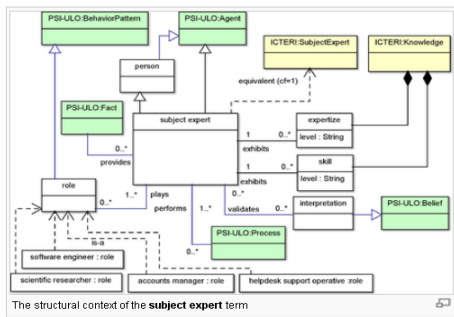 PSI-ULO:BehaviorPattern
PSI-ULO:Agent
ICTERI:SubjectExpert
ICTERI:Knowledge
person
equivalent (cf=1)
PSI-ULO:Fact
subject expert
expertize
level : String
1
0..*
exhibits
0..*
provides
skill
level : String
1
0..*
exhibits
role
0..*
1..*
plays
performs
1..*
0..*
validates
0..*
interpretation
PSI-ULO:Belief
PSI-ULO:Process
0..*
is-a
software engineer : role
scientific researcher : role
accounts manager : role
helpdesk support operative :role
The structural context of the subject expert term